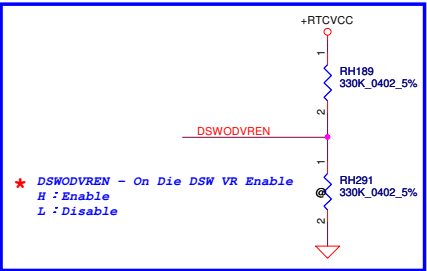 +RTCVCC
1
RH189
330K_0402_5%
2
DSWODVREN
1
* DSWODVREN - On Die DSW VR Enable
H：Enable
L：Disable
RH291
@ 330K_0402_5%
2